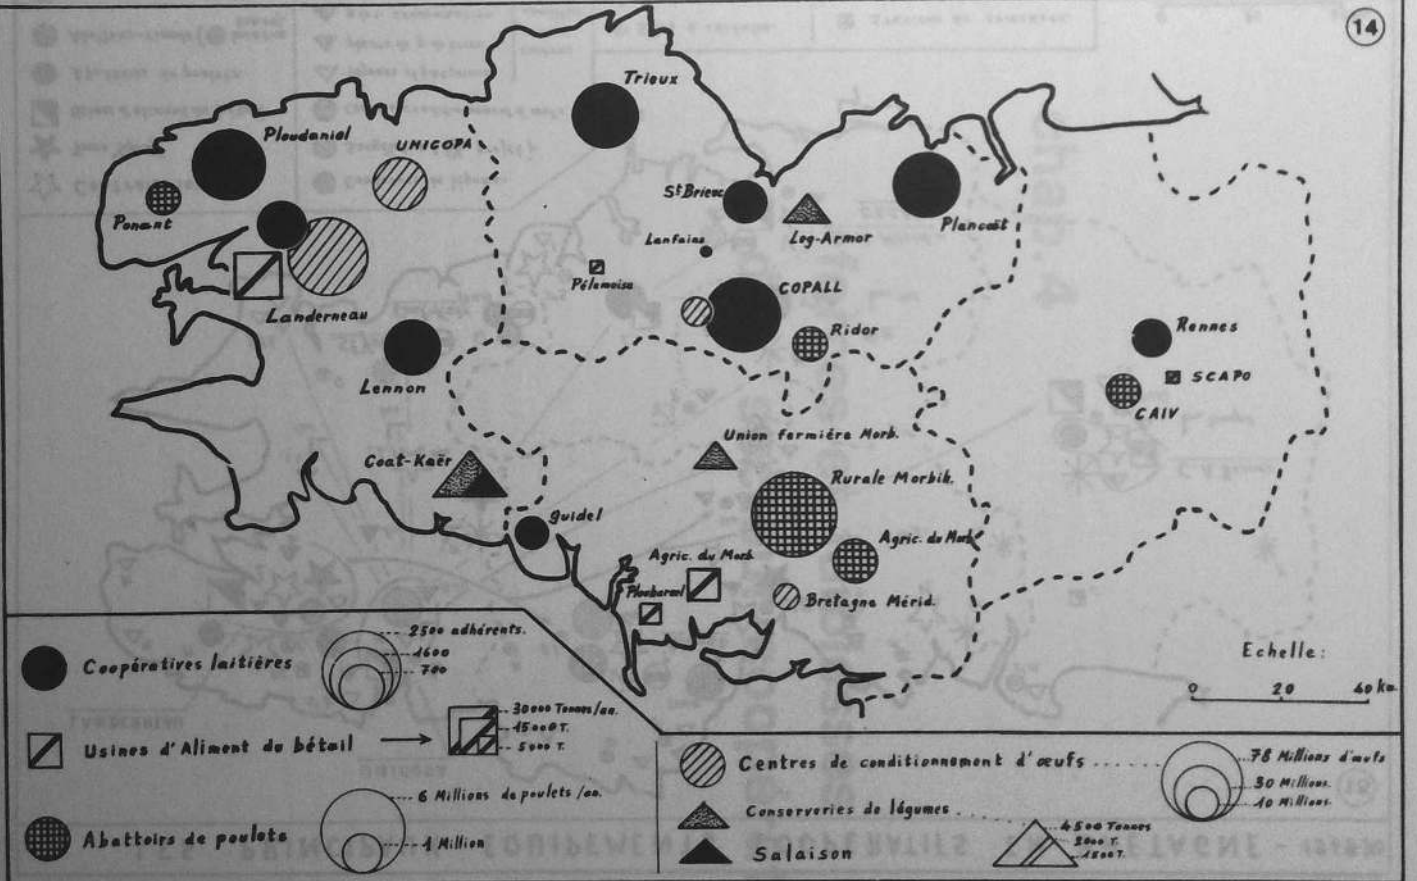 14
Trieux
Ploudaniel
UNICOPA
St Brieuc
Ponant
Log-Armor
Plancoët
Lanfains
Landerneau
COPALL
Ridor
Rennes
SCAPO
CAIV
Lennon
Union fermière Morb.
Coat-Kaër
Rurale Morbih.
Guidel
Agric. du Morb.
Agric. du Morb.
Bretagne Mérid.
Echelle :
0 20 40 km.
Coopératives laitières
2500 adhérents.
1600
700
Usines d'Aliment du bétail
30000 Tonnes/an.
15000 T.
5000 T.
Abattoirs de poulets
6 Millions de poulets /an.
1 Million
Centres de conditionnement d'œufs
78 Millions d'œufs
30 Millions.
10 Millions.
Conserveries de légumes
Salaison
4500 Tonnes
1500 T.
EQUIPEMENTS COOPERATIFS